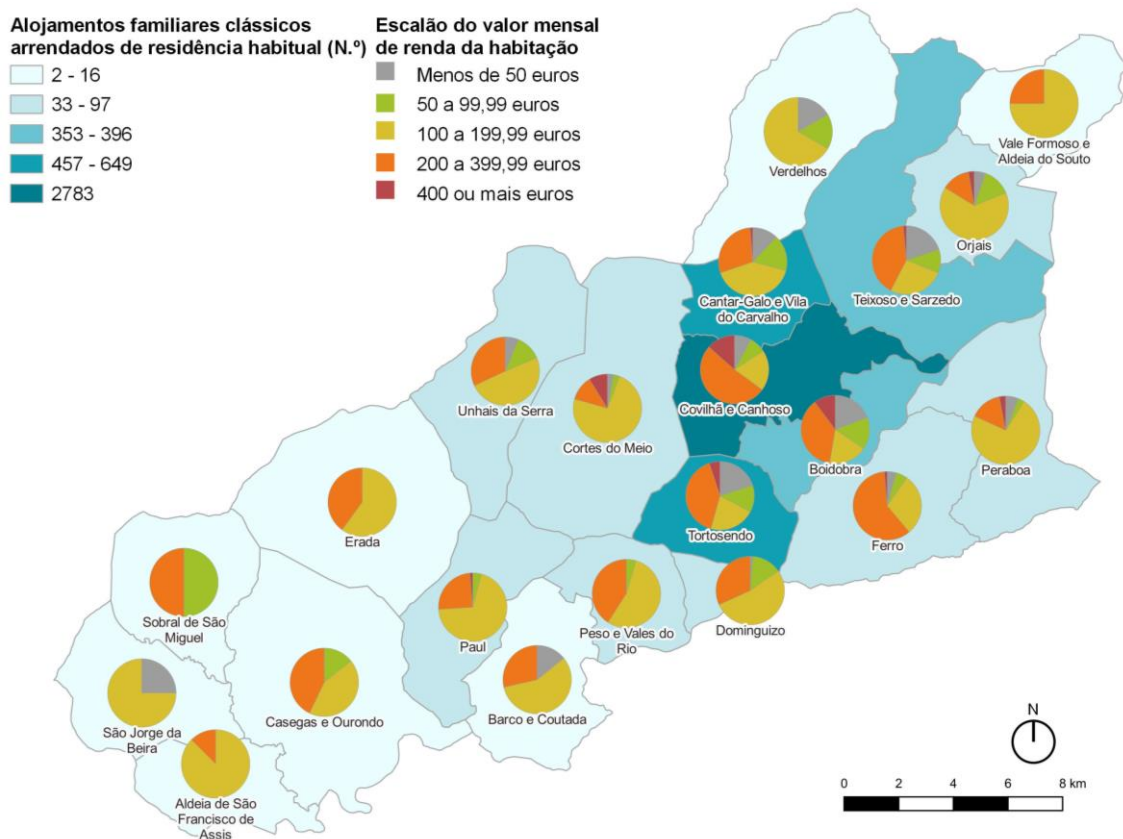 Alojamentos familiares clássicos
arrendados de residência habitual (N.º)
2 - 16
33 - 97
353 - 396
457 - 649
2783
Escalão do valor mensal
de renda da habitação
Menos de 50 euros
50 a 99,99 euros
100 a 199,99 euros
200 a 399,99 euros
400 ou mais euros
Vale Formoso e
Aldeia do Souto
Verdelhos
Orjais
Cantar-Galo e Vila
do Carvalho
Teixoso e Sarzedo
Unhais da Serra
Cortes do Meio
Covilhã e Canhoso
Boidobra
Peraboa
Erada
Tortosendo
Ferro
Sobral de São
Miguel
Paul
Peso e Vales do
Rio
Dominguizo
São Jorge da
Beira
Casegas e Ourondo
Barco e Coutada
Aldeia de São
Francisco de
Assis
N
0 2 4 6 8 km